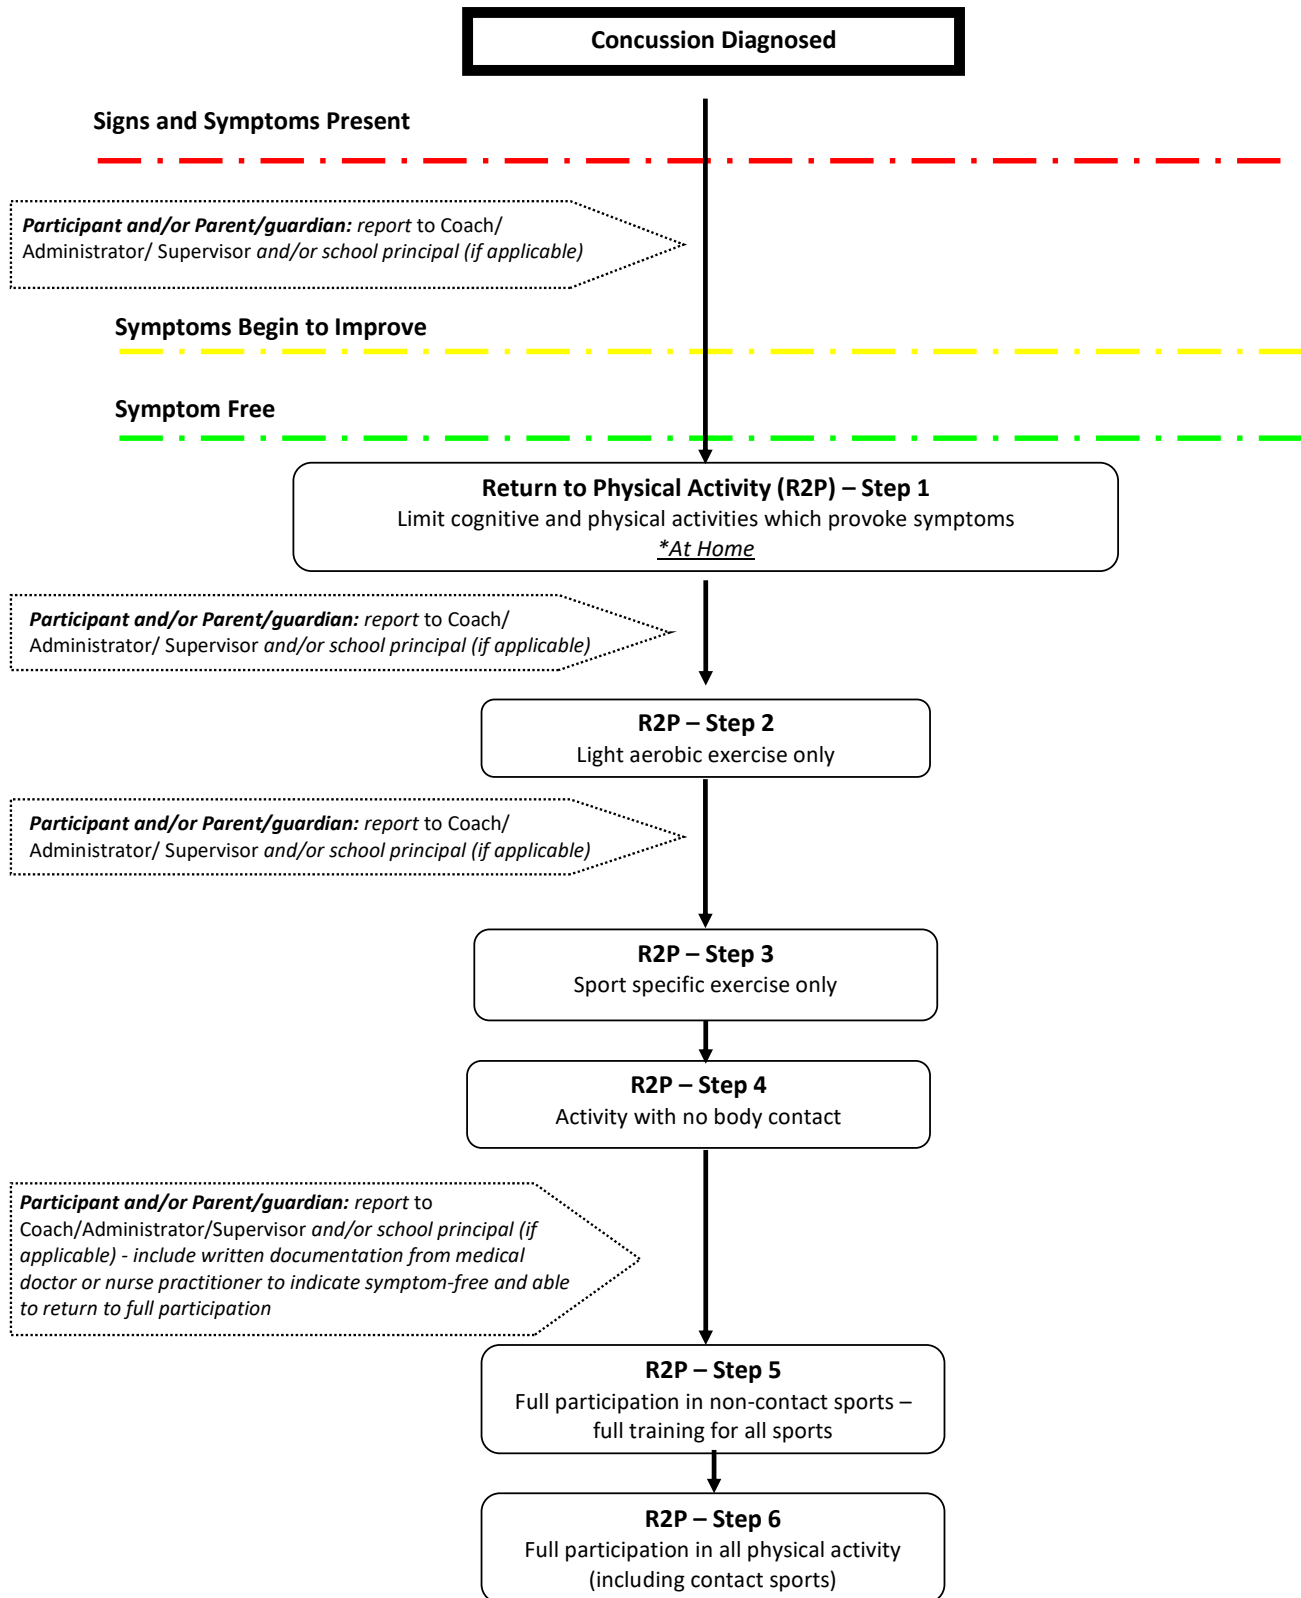 Concussion Diagnosed
Signs and Symptoms Present
Participant and/or Parent/guardian: report to Coach/
Administrator/ Supervisor and/or school principal (if applicable)
Symptoms Begin to Improve
Symptom Free
Return to Physical Activity (R2P) – Step 1
Limit cognitive and physical activities which provoke symptoms
*At Home
Participant and/or Parent/guardian: report to Coach/
Administrator/ Supervisor and/or school principal (if applicable)
R2P – Step 2
Light aerobic exercise only
Participant and/or Parent/guardian: report to Coach/
Administrator/ Supervisor and/or school principal (if applicable)
R2P – Step 3
Sport specific exercise only
R2P – Step 4
Activity with no body contact
Participant and/or Parent/guardian: report to
Coach/Administrator/Supervisor and/or school principal (if
applicable) - include written documentation from medical
doctor or nurse practitioner to indicate symptom-free and able
to return to full participation
R2P – Step 5
Full participation in non-contact sports –
full training for all sports
R2P – Step 6
Full participation in all physical activity
(including contact sports)